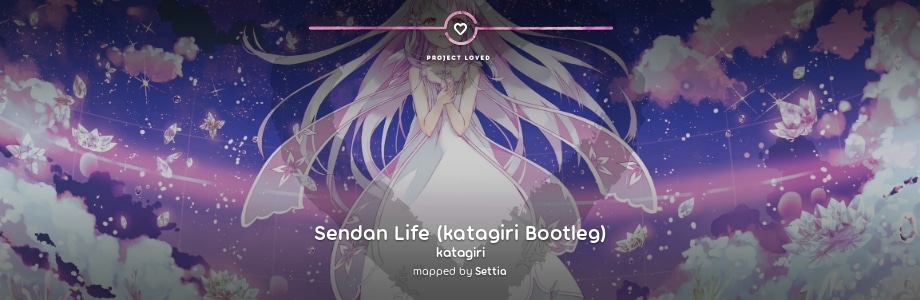 PROJECT LOVED
Sendan Life (katagiri Bootleg)
katagiri
mapped by Settia